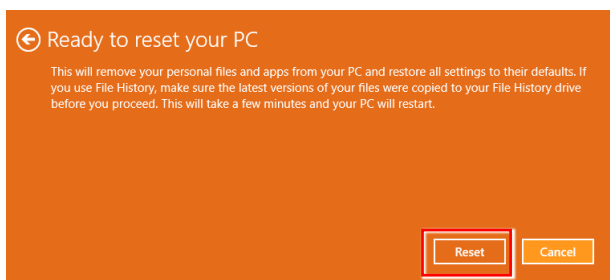 Ready to reset your PC
This will remove your personal files and apps from your PC and restore all settings to their defaults. If
you use File History, make sure the latest versions of your files were copied to your File History drive
before you proceed. This will take a few minutes and your PC will restart.
Reset Cancel